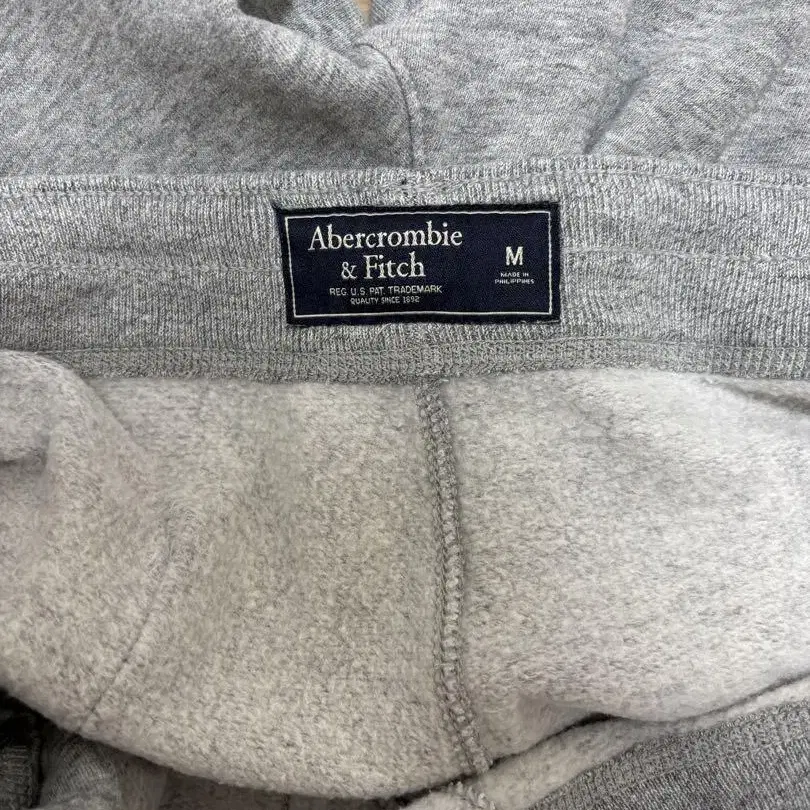 Abercrombie
& Fitch
REG. U.S. PAT. TRADEMARK
QUALITY SINCE 1892
M
MADE IN
PHILIPPINES